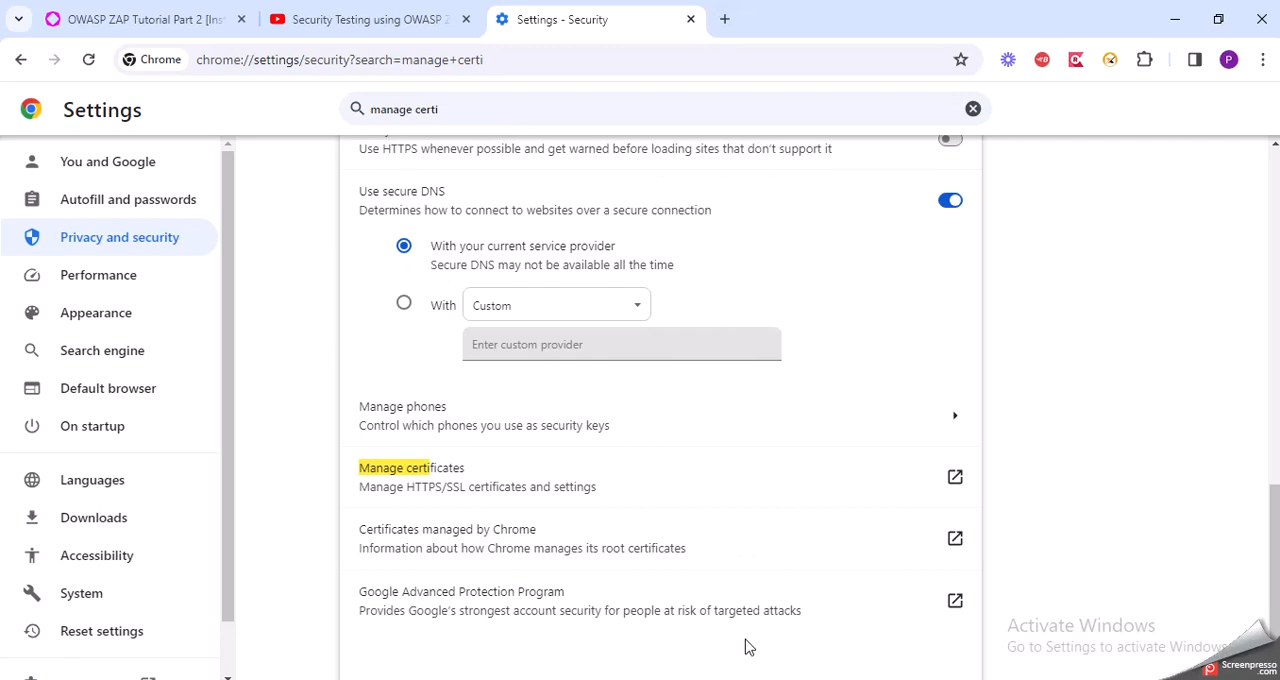 OWASP ZAP Tutorial Part 2 [Ins
Security Testing using OWASP Z
Settings - Security
Chrome
chrome://settings/security?search=manage+certi
P
Settings
manage certi
You and Google
Autofill and passwords
Privacy and security
Performance
Appearance
Search engine
Default browser
On startup
Languages
Downloads
Accessibility
System
Reset settings
Use HTTPS whenever possible and get warned before loading sites that don't support it
Use secure DNS
Determines how to connect to websites over a secure connection
With your current service provider
Secure DNS may not be available all the time
With
Custom
Enter custom provider
Manage phones
Control which phones you use as security keys
Manage certificates
Manage HTTPS/SSL certificates and settings
Certificates managed by Chrome
Information about how Chrome manages its root certificates
Google Advanced Protection Program
Provides Google's strongest account security for people at risk of targeted attacks
Activate Windows
Go to Settings to activate Windows
Screenpresso
.com